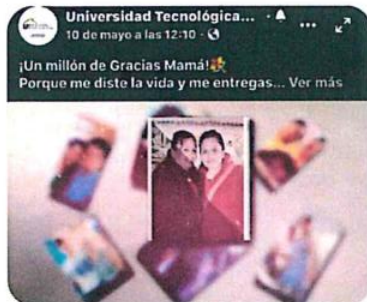 Universidad Tecnológica...
10 de mayo a las 12:10 ·
¡Un millón de Gracias Mamá!💐
Porque me diste la vida y me entregas... Ver más